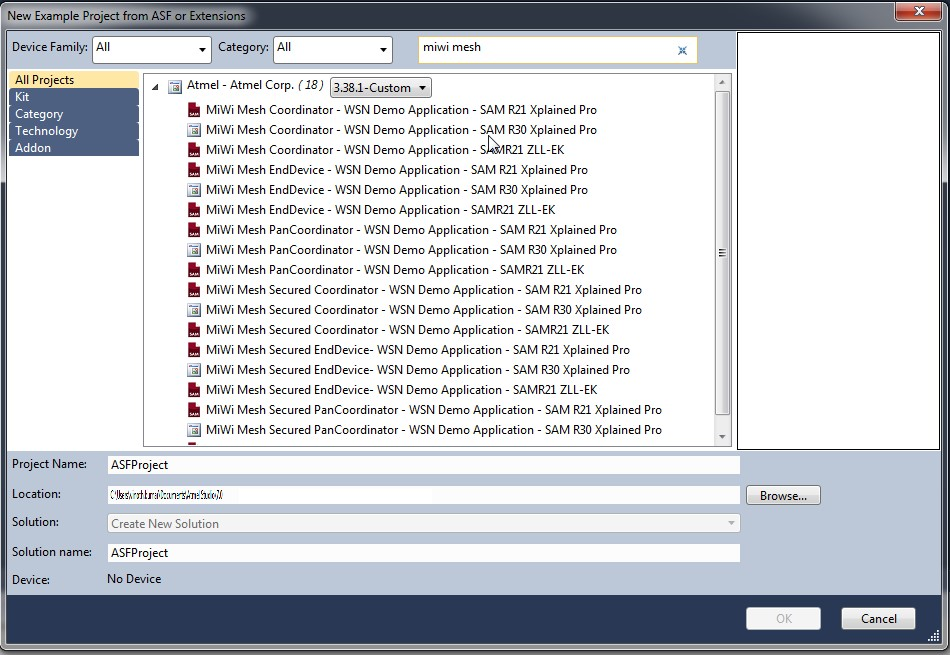 New Example Project from ASF or Extensions
Device Family: All Category: All miwi mesh
All Projects
Kit
Category
Technology
Addon
Atmel - Atmel Corp. ( 18 ) 3.38.1-Custom
MiWi Mesh Coordinator - WSN Demo Application - SAM R21 Xplained Pro
MiWi Mesh Coordinator - WSN Demo Application - SAM R30 Xplained Pro
MiWi Mesh Coordinator - WSN Demo Application - SAMR21 ZLL-EK
MiWi Mesh EndDevice - WSN Demo Application - SAM R21 Xplained Pro
MiWi Mesh EndDevice - WSN Demo Application - SAM R30 Xplained Pro
MiWi Mesh EndDevice - WSN Demo Application - SAMR21 ZLL-EK
MiWi Mesh PanCoordinator - WSN Demo Application - SAM R21 Xplained Pro
MiWi Mesh PanCoordinator - WSN Demo Application - SAM R30 Xplained Pro
MiWi Mesh PanCoordinator - WSN Demo Application - SAMR21 ZLL-EK
MiWi Mesh Secured Coordinator - WSN Demo Application - SAM R21 Xplained Pro
MiWi Mesh Secured Coordinator - WSN Demo Application - SAM R30 Xplained Pro
MiWi Mesh Secured Coordinator - WSN Demo Application - SAMR21 ZLL-EK
MiWi Mesh Secured EndDevice- WSN Demo Application - SAM R21 Xplained Pro
MiWi Mesh Secured EndDevice- WSN Demo Application - SAM R30 Xplained Pro
MiWi Mesh Secured EndDevice- WSN Demo Application - SAMR21 ZLL-EK
MiWi Mesh Secured PanCoordinator - WSN Demo Application - SAM R21 Xplained Pro
MiWi Mesh Secured PanCoordinator - WSN Demo Application - SAM R30 Xplained Pro
Project Name: ASFProject
Location: Browse...
Solution: Create New Solution
Solution name: ASFProject
Device: No Device
OK Cancel